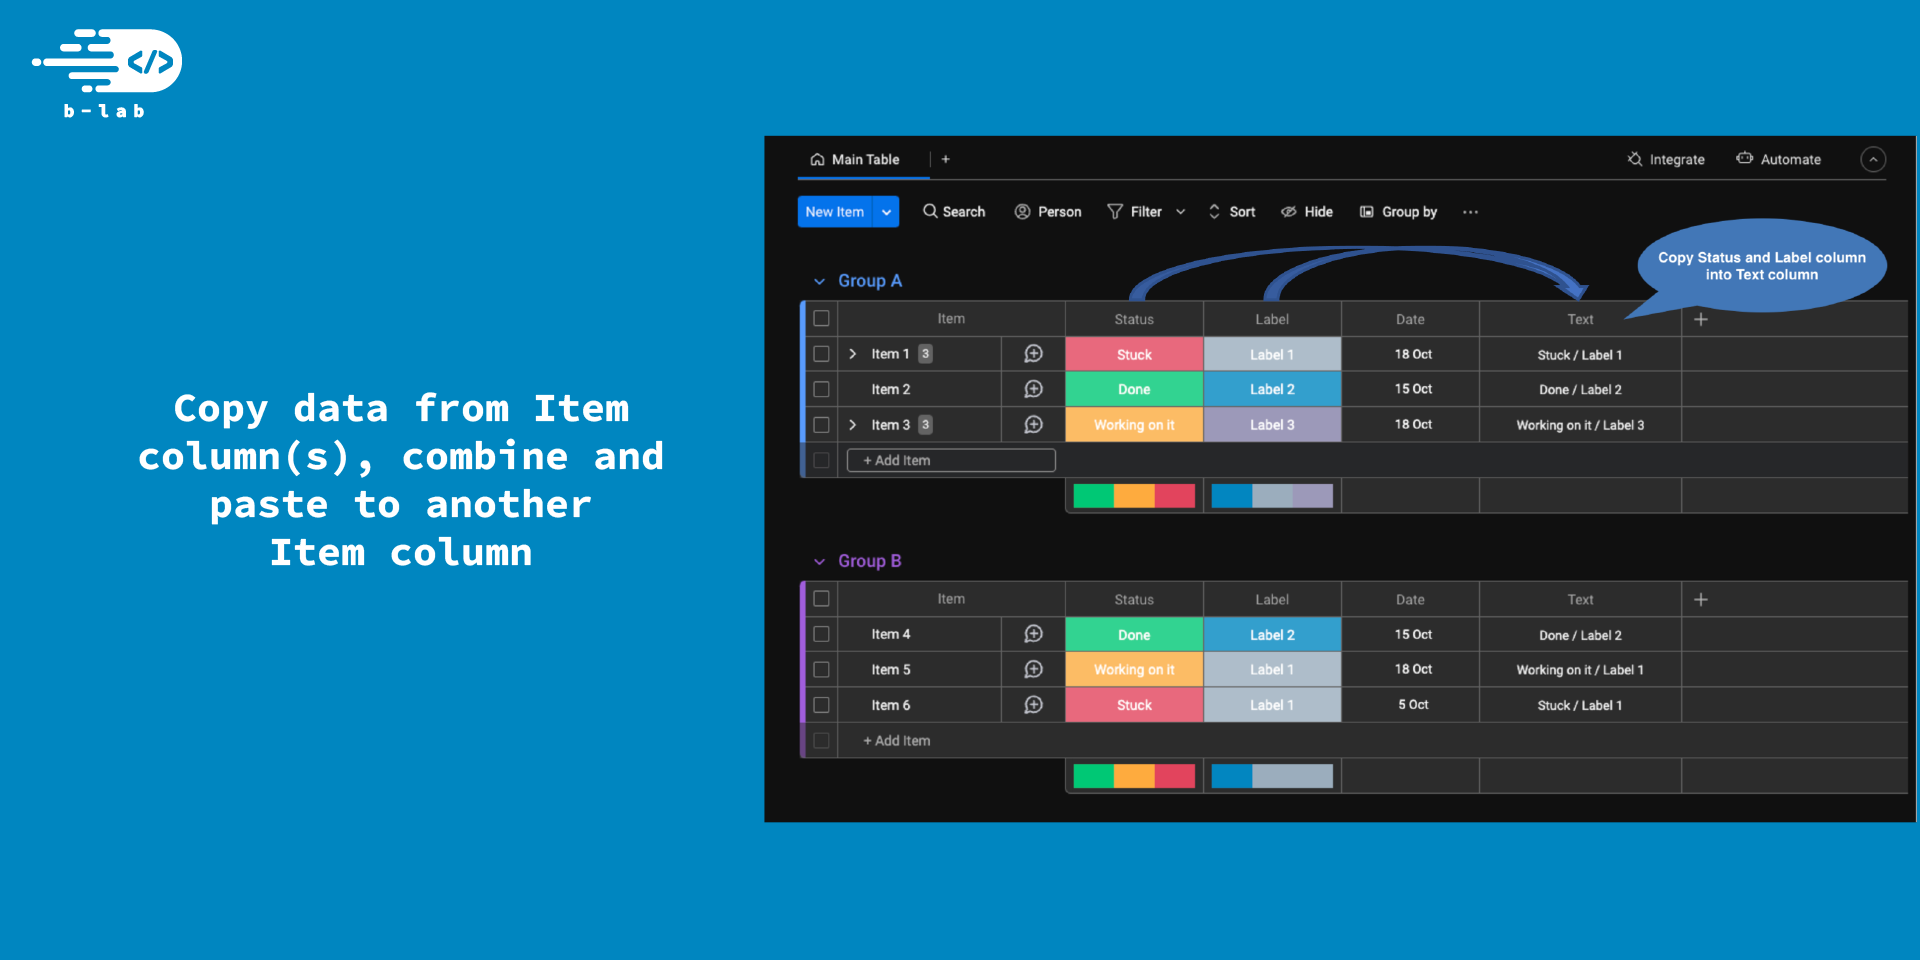 </>
b-lab
Copy data from Item
column(s), combine and
paste to another
Item column
Main Table +
Integrate Automate
New Item Search Person Filter Sort Hide Group by ...
Copy Status and Label column
into Text column
Group A
Item Status Label Date Text +
Item 1 3 Stuck Label 1 18 Oct Stuck / Label 1
Item 2 Done Label 2 15 Oct Done / Label 2
Item 3 3 Working on it Label 3 18 Oct Working on it / Label 3
+ Add Item
Group B
Item Status Label Date Text +
Item 4 Done Label 2 15 Oct Done / Label 2
Item 5 Working on it Label 1 18 Oct Working on it / Label 1
Item 6 Stuck Label 1 5 Oct Stuck / Label 1
+ Add Item